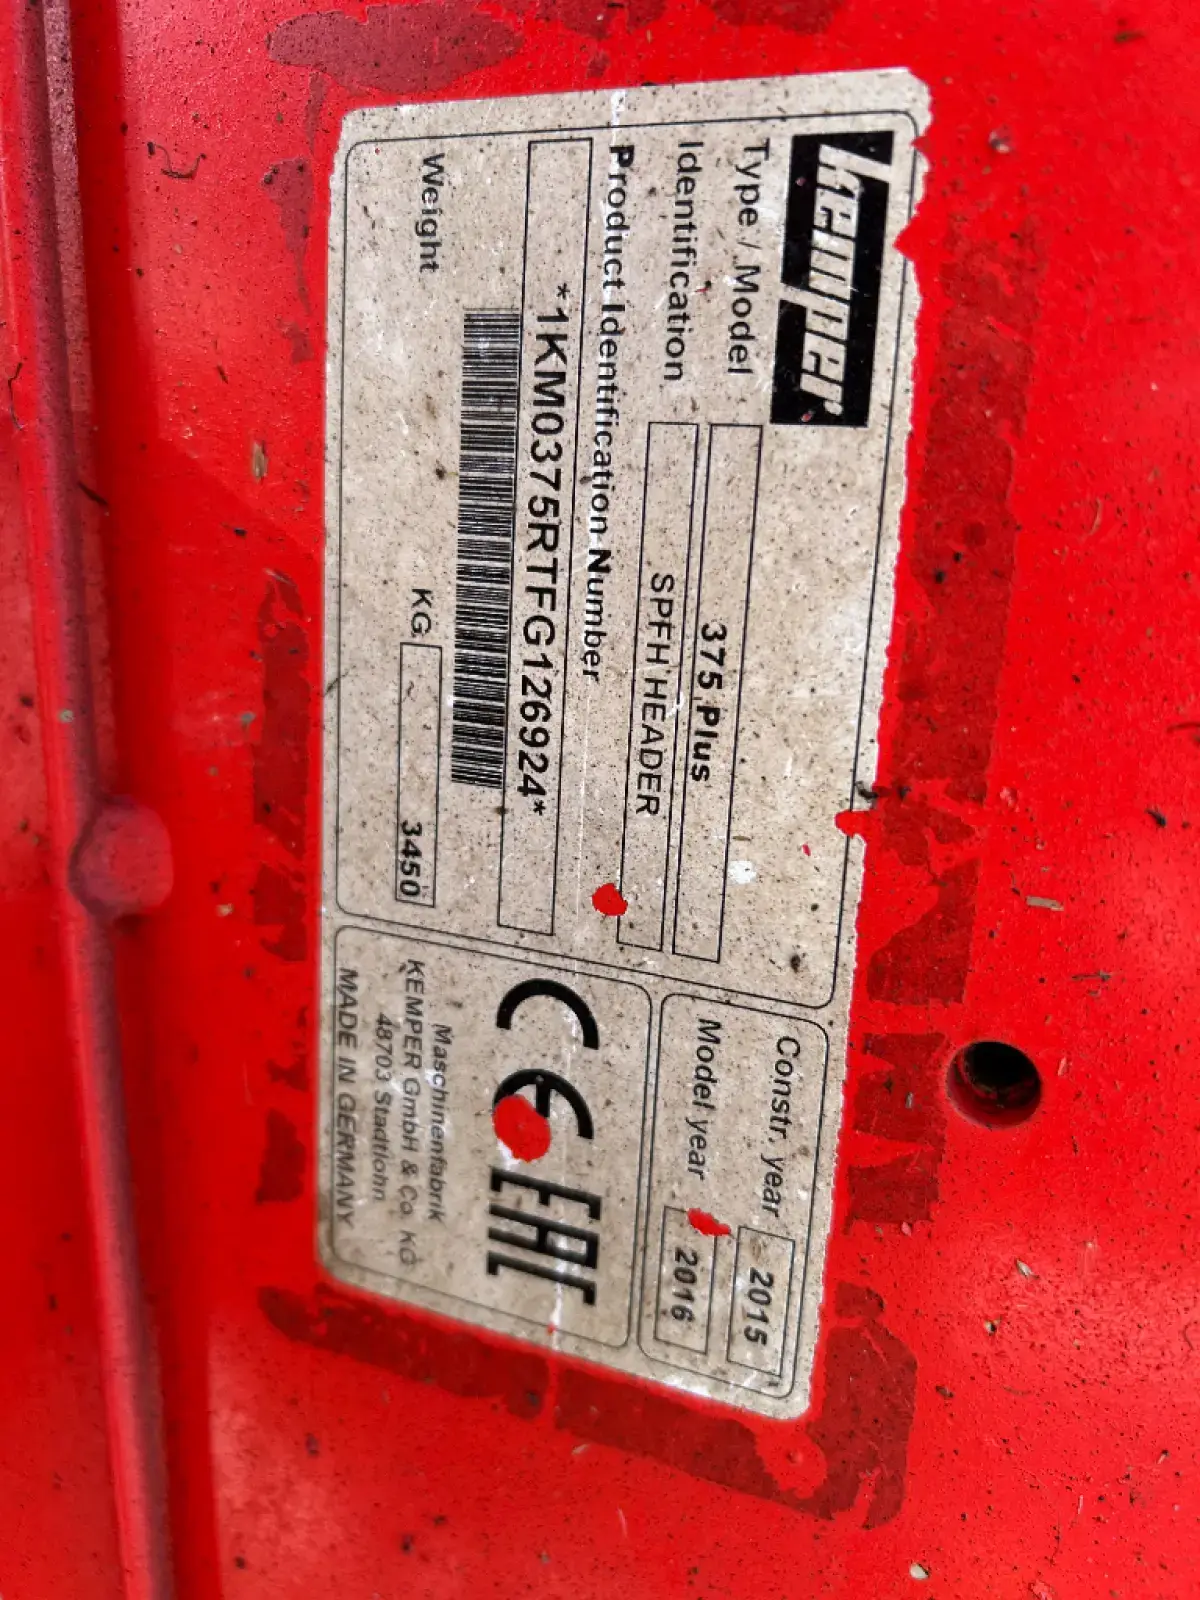 kemper
Type / Model 375 Plus
Identification SPFH HEADER
Product Identification Number
*1KM0375RTFG126924*
Weight KG 3450
Constr. year 2015
Model year 2016
CE EAC
Maschinenfabrik
KEMPER GmbH & Co. KG
48703 Stadtlohn
MADE IN GERMANY